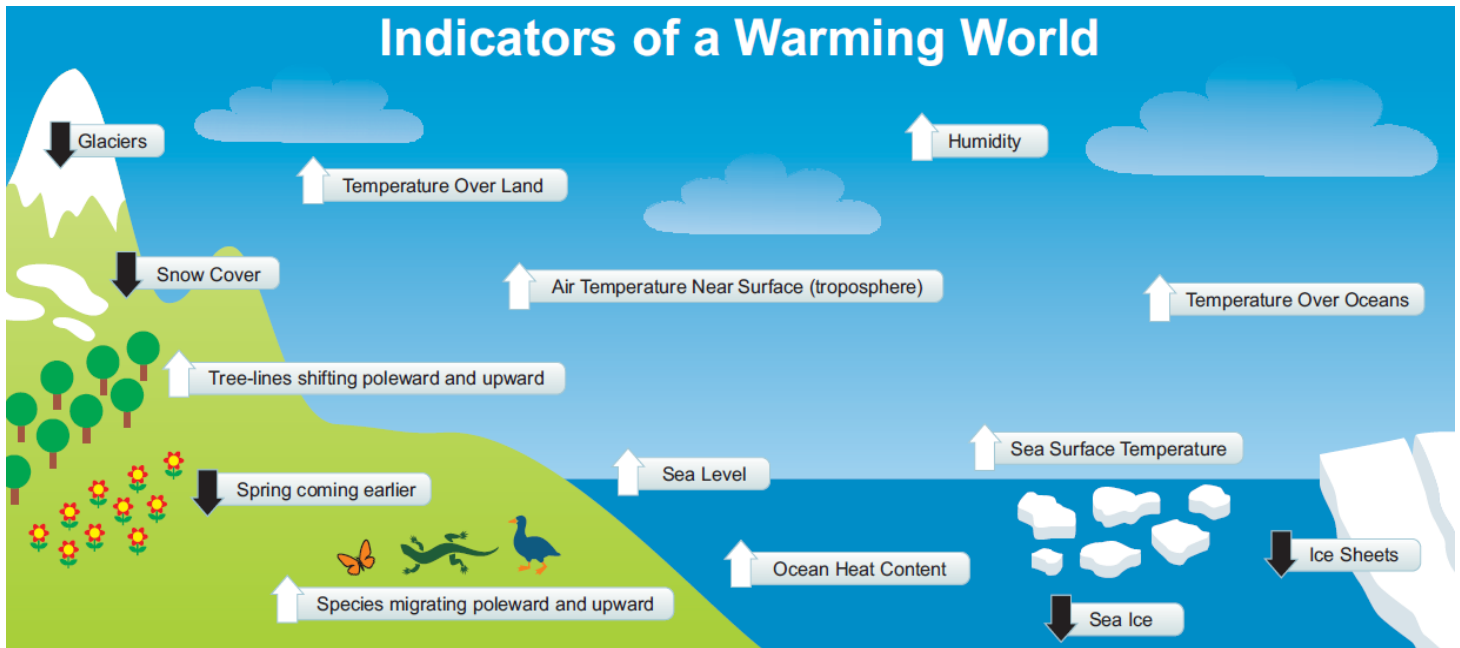 Indicators of a Warming World
Glaciers
Humidity
Temperature Over Land
Snow Cover
Air Temperature Near Surface (troposphere)
Temperature Over Oceans
Tree-lines shifting poleward and upward
Sea Surface Temperature
Sea Level
Spring coming earlier
Ice Sheets
Ocean Heat Content
Species migrating poleward and upward
Sea Ice